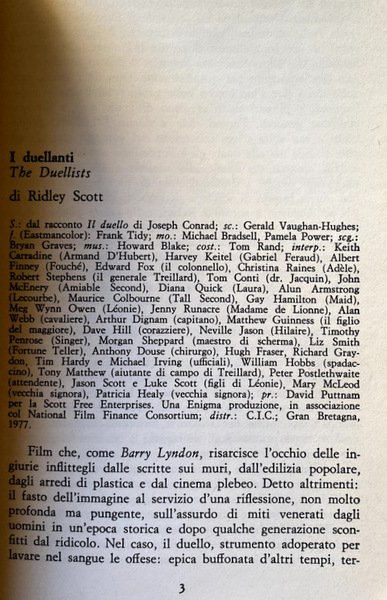 I duellanti
The Duellists
di Ridley Scott
S.: dal racconto Il duello di Joseph Conrad; sc.: Gerald Vaughan-Hughes;
f. (Eastmancolor): Frank Tidy; mo.: Michael Bradsell, Pamela Power; scg.:
Bryan Graves; mus.: Howard Blake; cost.: Tom Rand; interp.: Keith
Carradine (Armand D'Hubert), Harvey Keitel (Gabriel Feraud), Albert
Finney (Fouché), Edward Fox (il colonnello), Christina Raines (Adèle),
Robert Stephens (il generale Treillard), Tom Conti (dr. Jacquin), John
McEnery (Amiable Second), Diana Quick (Laura), Alun Armstrong
(Lecourbe), Maurice Colbourne (Tall Second), Gay Hamilton (Maid),
Meg Wynn Owen (Léonie), Jenny Runacre (Madame de Lionne), Alan
Webb (cavaliere), Arthur Dignam (capitano), Matthew Guinness (il figlio
del maggiore), Dave Hill (corazziere), Neville Jason (Hilaire), Timothy
Penrose (Singer), Morgan Sheppard (maestro di scherma), Liz Smith
(Fortune Teller), Anthony Douse (chirurgo), Hugh Fraser, Richard Gray-
don, Tim Hardy e Michael Irving (ufficiali), William Hobbs (spadac-
cino), Tony Matthew (aiutante di campo di Treillard), Pete Postlethwaite
(attendente), Jason Scott e Luke Scott (figli di Léonie), Mary McLeod
(vecchia signora), Patricia Healy (vecchia signora); pr.: David Puttnam
per la Scott Free Enterprises. Una Enigma produzione, in associazione
col National Film Finance Consortium; distr.: C.I.C.; Gran Bretagna,
1977.
Film che, come Barry Lyndon, risarcisce l'occhio delle in-
giurie inflittegli dalle scritte sui muri, dall'edilizia popolare,
dagli arredi di plastica e dal cinema plebeo. Detto altrimenti:
il fasto dell'immagine al servizio d'una riflessione, non molto
profonda ma pungente, sull'assurdo di miti venerati dagli
uomini in un'epoca storica e dopo qualche generazione scon-
fitti dal ridicolo. Nel caso, il duello, strumento adoperato per
lavare nel sangue le offese: epica buffonata d'altri tempi, ter-
3